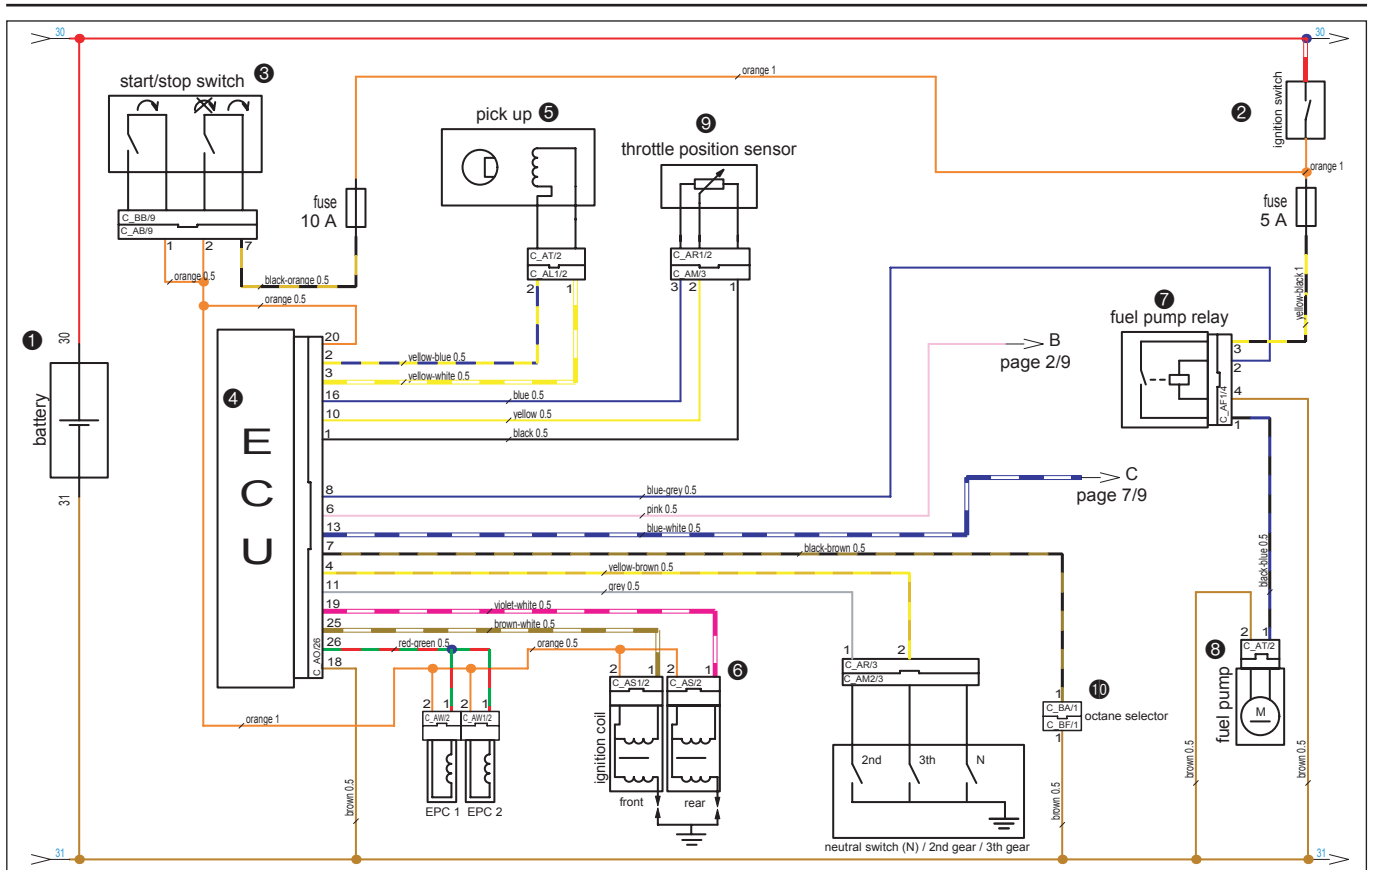 30
30
start/stop switch 3
orange 1
ignition switch
2
pick up 5
9
throttle position sensor
orange 1
fuse
10 A
fuse
5 A
C_BB/9
C_AB/9
1 2 7
orange 0.5
black-orange 0.5
orange 0.5
C_AT/2
C_AL1/2
2 1
C_AR1/2
C_AM/3
3 2 1
yellow-black 1
7
fuel pump relay
3
2
4
1
C_AF1/4
1
30
battery
31
4
E
C
U
C_AO/26
20
2
yellow-blue 0.5
3
yellow-white 0.5
16
blue 0.5
10
yellow 0.5
1
black 0.5
B
page 2/9
8
blue-grey 0.5
6
pink 0.5
13
blue-white 0.5
C
page 7/9
7
black-brown 0.5
4
yellow-brown 0.5
11
grey 0.5
19
violet-white 0.5
25
brown-white 0.5
26
red-green 0.5
orange 0.5
18
black-blue 0.5
2 1
C_AT/2
8
fuel pump
M
1 2
C_AR/3
C_AM2/3
2 1
C_AS1/2
2 1
C_AS/2
6
ignition coil
front
rear
orange 1
2 1
C_AW/2
2 1
C_AW1/2
EPC 1 EPC 2
10
1
C_BA/1
C_BF/1
1
octane selector
2nd
3th
N
neutral switch (N) / 2nd gear / 3th gear
brown 0.5
brown 0.5
brown 0.5
brown 0.5
31
31